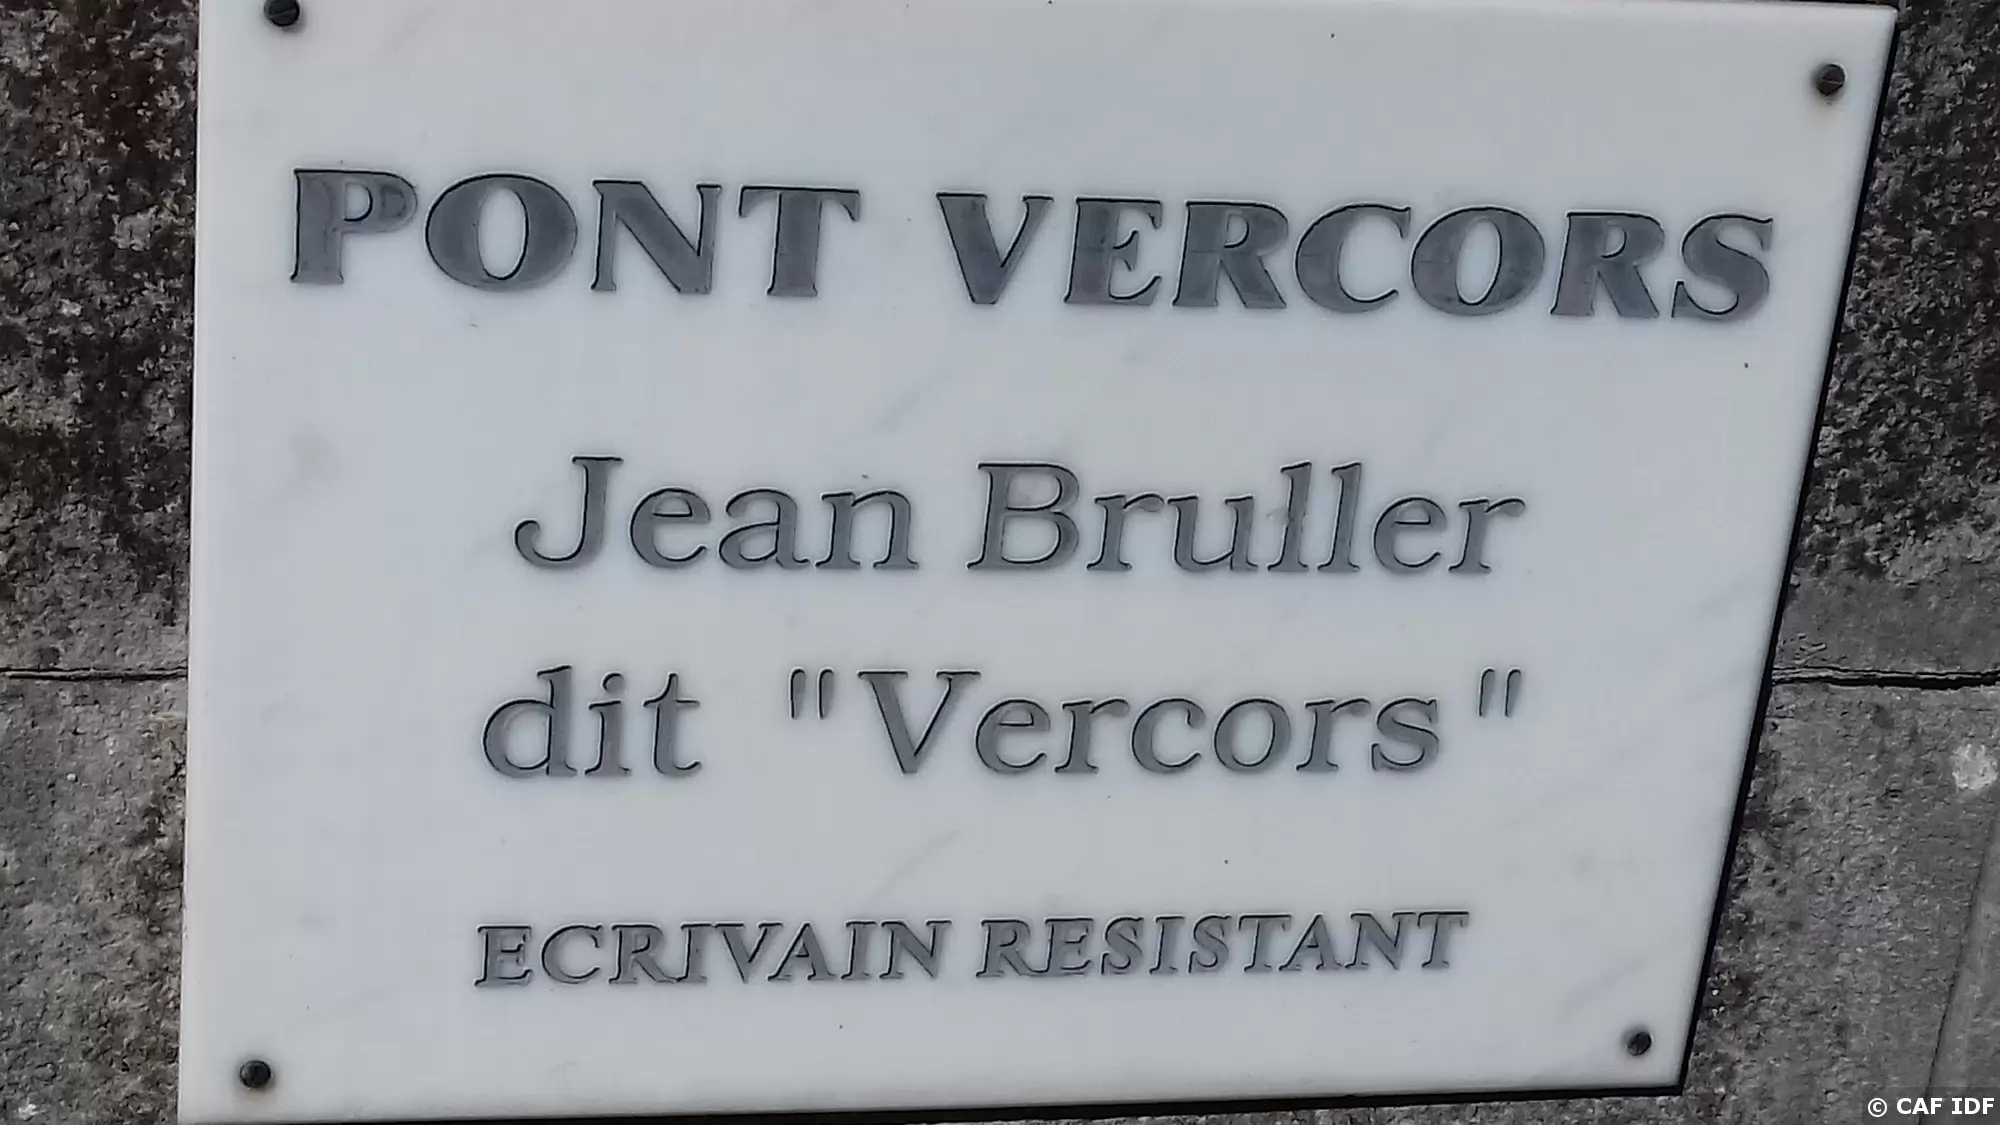 PONT VERCORS
Jean Bruller
dit "Vercors"
ECRIVAIN RESISTANT
© CAF IDF